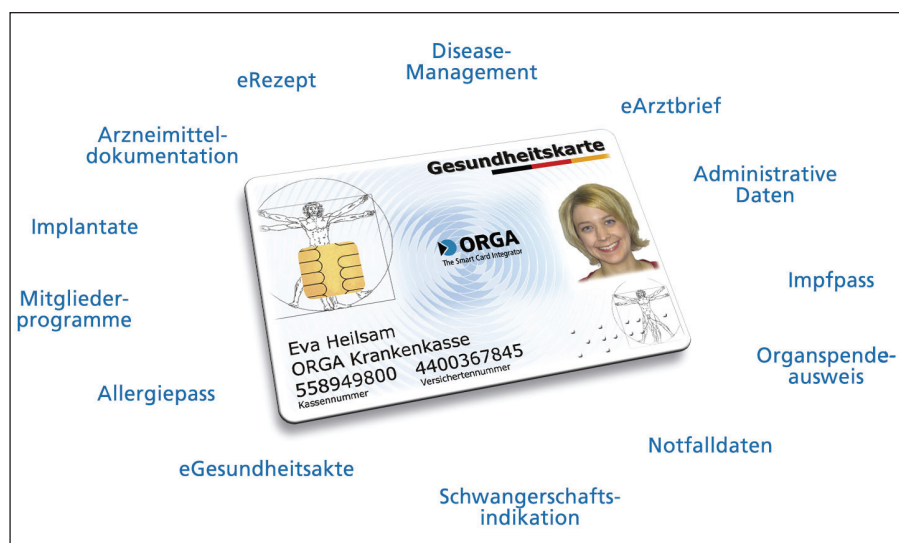 Disease-
Management
eRezept
eArztbrief
Arzneimittel-
dokumentation
Administrative
Daten
Implantate
Impfpass
Mitglieder-
programme
Organspende-
ausweis
Allergiepass
Notfalldaten
eGesundheitsakte
Schwangerschafts-
indikation
Gesundheitskarte
ORGA
The Smart Card Integrator
Eva Heilsam
ORGA Krankenkasse
558949800 4400367845
Kassennummer Versichertennummer